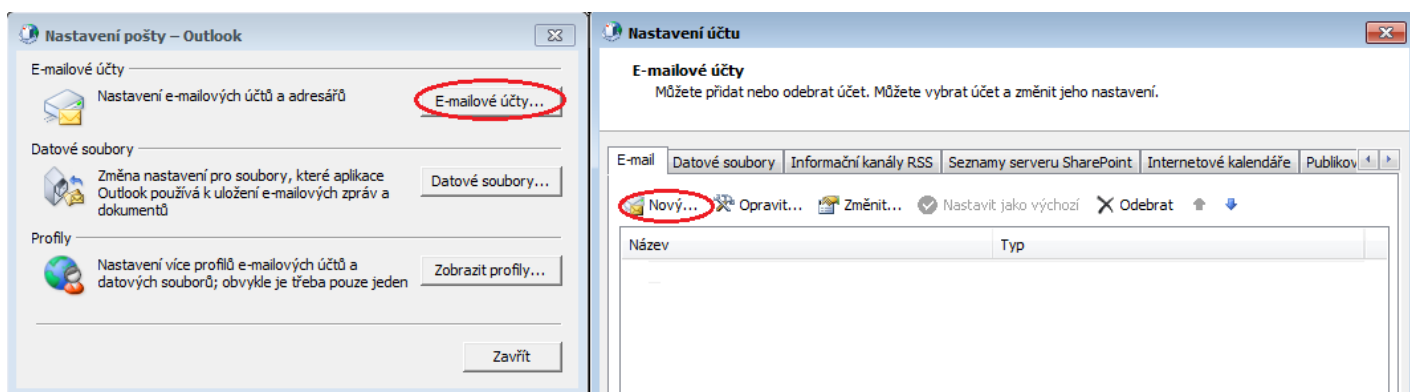 Nastavení pošty – Outlook
E-mailové účty
Nastavení e-mailových účtů a adresářů
E-mailové účty...
Datové soubory
Změna nastavení pro soubory, které aplikace
Outlook používá k uložení e-mailových zpráv a
dokumentů
Datové soubory...
Profily
Nastavení více profilů e-mailových účtů a
datových souborů; obvykle je třeba pouze jeden
Zobrazit profily...
Zavřít
Nastavení účtu
E-mailové účty
Můžete přidat nebo odebrat účet. Můžete vybrat účet a změnit jeho nastavení.
E-mail Datové soubory Informační kanály RSS Seznamy serveru SharePoint Internetové kalendáře Publikov
Nový... Opravit... Změnit... Nastavit jako výchozí Odebrat
Název Typ